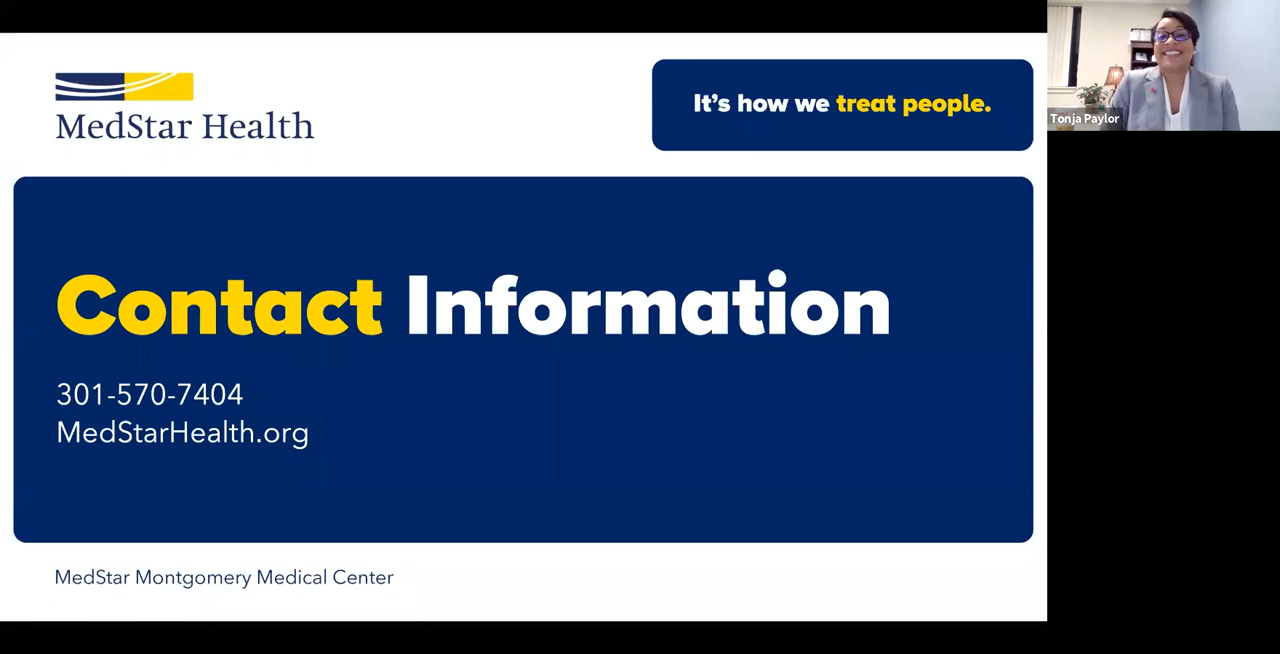 MedStar Health
It's how we treat people.
Tonja Paylor
Contact Information
301-570-7404
MedStarHealth.org
MedStar Montgomery Medical Center